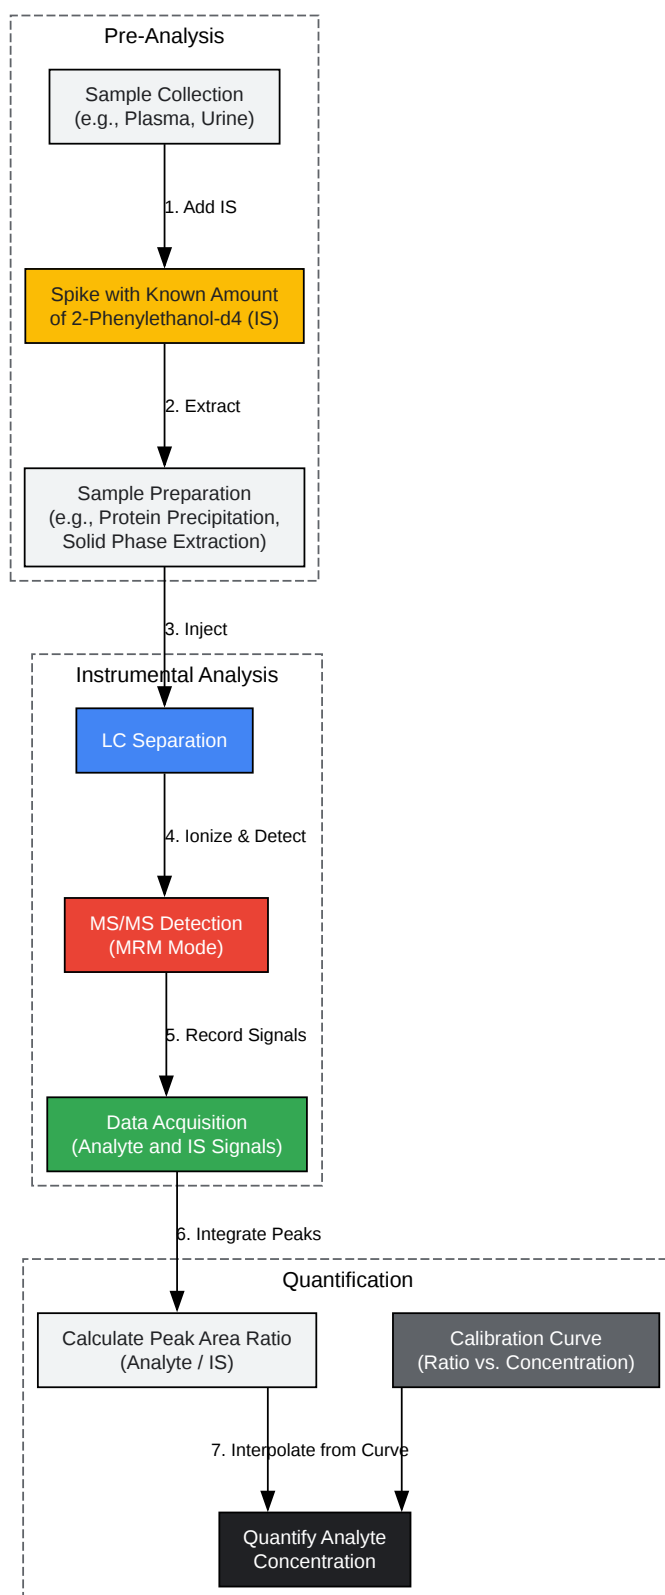 Pre-Analysis
Sample Collection
(e.g., Plasma, Urine)
1. Add IS
Spike with Known Amount
of 2-Phenylethanol-d4 (IS)
2. Extract
Sample Preparation
(e.g., Protein Precipitation,
Solid Phase Extraction)
3. Inject
Instrumental Analysis
LC Separation
4. Ionize & Detect
MS/MS Detection
(MRM Mode)
5. Record Signals
Data Acquisition
(Analyte and IS Signals)
6. Integrate Peaks
Quantification
Calculate Peak Area Ratio
(Analyte / IS)
Calibration Curve
(Ratio vs. Concentration)
7. Interpolate from Curve
Quantify Analyte
Concentration